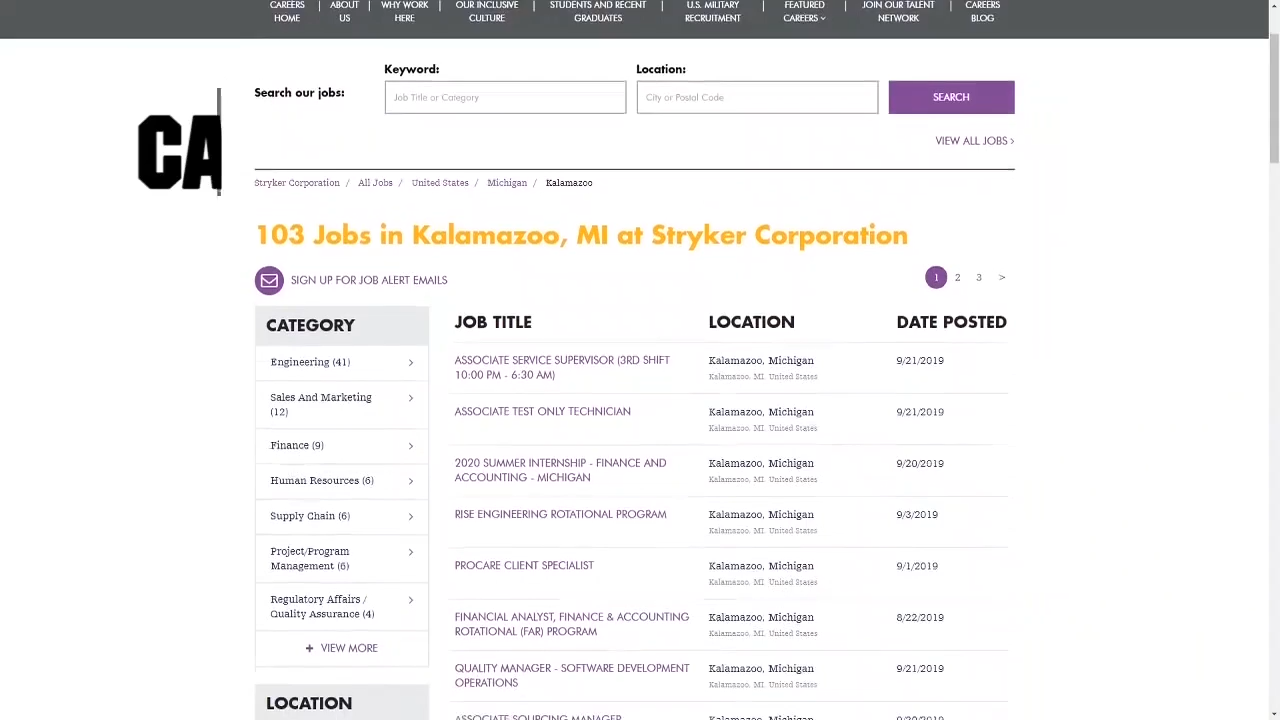 CAREERS HOME
ABOUT US
WHY WORK HERE
OUR INCLUSIVE CULTURE
STUDENTS AND RECENT GRADUATES
U.S. MILITARY RECRUITMENT
FEATURED CAREERS
JOIN OUR TALENT NETWORK
CAREERS BLOG
Keyword:
Location:
Search our jobs:
Job Title or Category
City or Postal Code
SEARCH
CA
VIEW ALL JOBS >
Stryker Corporation / All Jobs / United States / Michigan / Kalamazoo
103 Jobs in Kalamazoo, MI at Stryker Corporation
SIGN UP FOR JOB ALERT EMAILS
1 2 3 >
CATEGORY
Engineering (41)
Sales And Marketing
(12)
Finance (9)
Human Resources (6)
Supply Chain (6)
Project/Program
Management (6)
Regulatory Affairs /
Quality Assurance (4)
+ VIEW MORE
LOCATION
JOB TITLE LOCATION DATE POSTED
ASSOCIATE SERVICE SUPERVISOR (3RD SHIFT
10:00 PM - 6:30 AM)
Kalamazoo, Michigan
Kalamazoo, MI, United States
9/21/2019
ASSOCIATE TEST ONLY TECHNICIAN
Kalamazoo, Michigan
Kalamazoo, MI, United States
9/21/2019
2020 SUMMER INTERNSHIP - FINANCE AND
ACCOUNTING - MICHIGAN
Kalamazoo, Michigan
Kalamazoo, MI, United States
9/20/2019
RISE ENGINEERING ROTATIONAL PROGRAM
Kalamazoo, Michigan
Kalamazoo, MI, United States
9/3/2019
PROCARE CLIENT SPECIALIST
Kalamazoo, Michigan
Kalamazoo, MI, United States
9/1/2019
FINANCIAL ANALYST, FINANCE & ACCOUNTING
ROTATIONAL (FAR) PROGRAM
Kalamazoo, Michigan
Kalamazoo, MI, United States
8/22/2019
QUALITY MANAGER - SOFTWARE DEVELOPMENT
OPERATIONS
Kalamazoo, Michigan
Kalamazoo, MI, United States
9/21/2019
ASSOCIATE SOURCING MANAGER
Kalamazoo, Michigan
9/20/2019